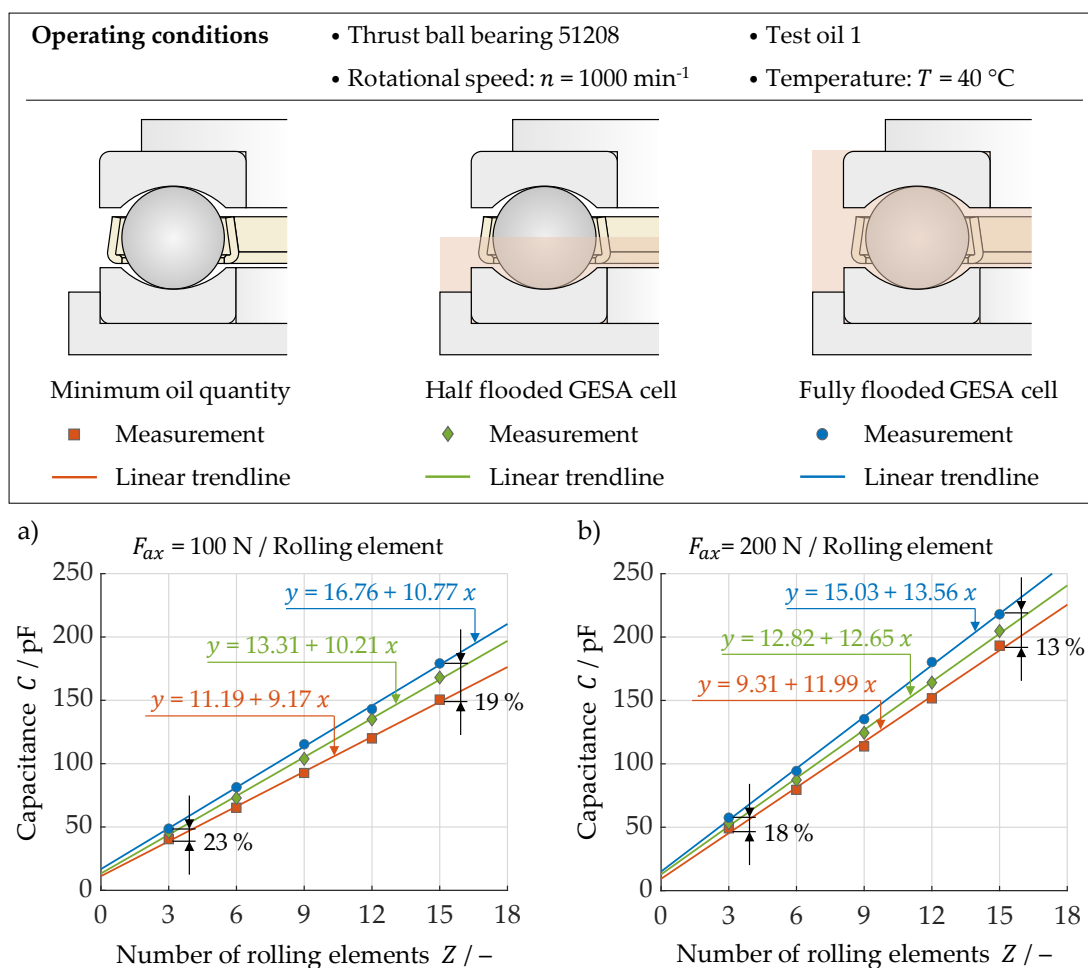 Operating conditions
• Thrust ball bearing 51208
• Test oil 1
• Rotational speed: n = 1000 min⁻¹
• Temperature: T = 40 °C
Minimum oil quantity
Half flooded GESA cell
Fully flooded GESA cell
Measurement
Measurement
Measurement
Linear trendline
Linear trendline
Linear trendline
a)
F_ax = 100 N / Rolling element
250
200
150
100
50
0
0 3 6 9 12 15 18
Capacitance C / pF
Number of rolling elements Z / –
y = 16.76 + 10.77 x
y = 13.31 + 10.21 x
y = 11.19 + 9.17 x
19 %
23 %
b)
F_ax = 200 N / Rolling element
250
200
150
100
50
0
0 3 6 9 12 15 18
Capacitance C / pF
Number of rolling elements Z / –
y = 15.03 + 13.56 x
y = 12.82 + 12.65 x
y = 9.31 + 11.99 x
13 %
18 %